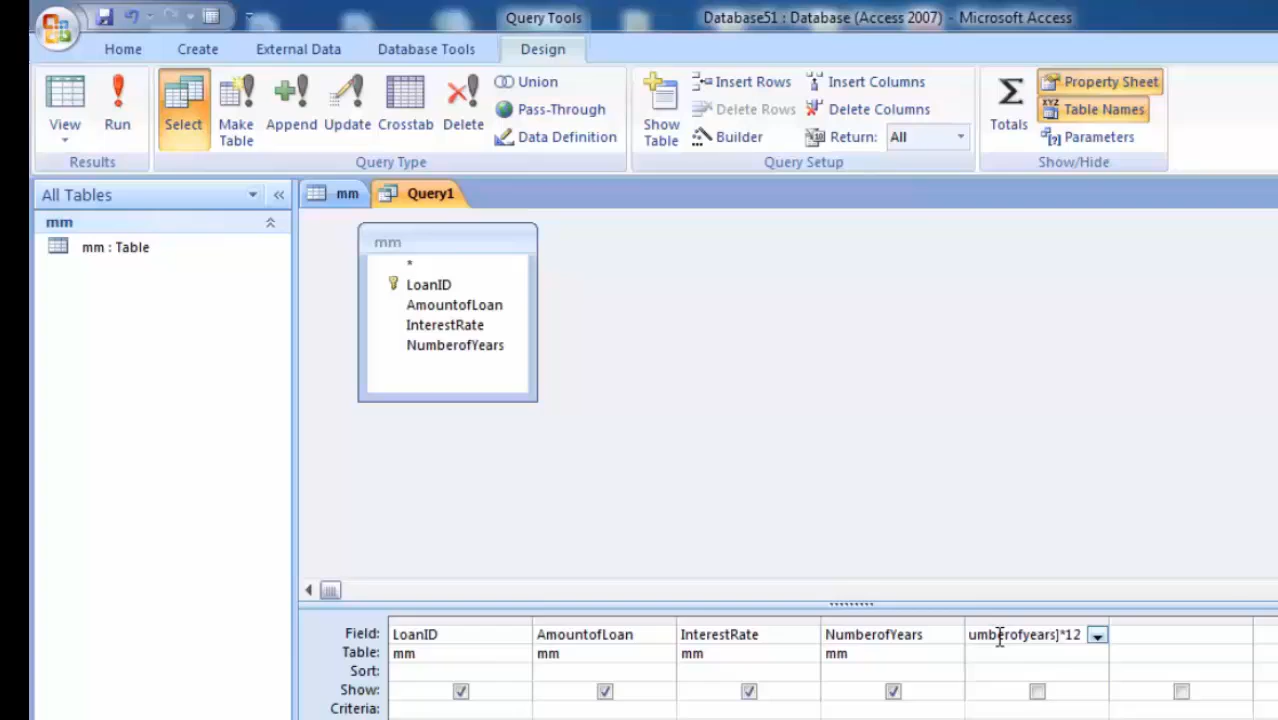 Query Tools Database51 : Database (Access 2007) - Microsoft Access
Home Create External Data Database Tools Design
View Run Select Make Table Append Update Crosstab Delete
Union
Pass-Through
Data Definition
Show Table
Insert Rows
Delete Rows
Builder
Insert Columns
Delete Columns
Return: All
Σ
Totals
Property Sheet
XYZ Table Names
[?] Parameters
Results Query Type Query Setup Show/Hide
All Tables « mm Query1
mm
mm : Table
mm
*
LoanID
AmountofLoan
InterestRate
NumberofYears
Field: LoanID AmountofLoan InterestRate NumberofYears umberofyears]*12
Table: mm mm mm mm
Sort:
Show:
Criteria: